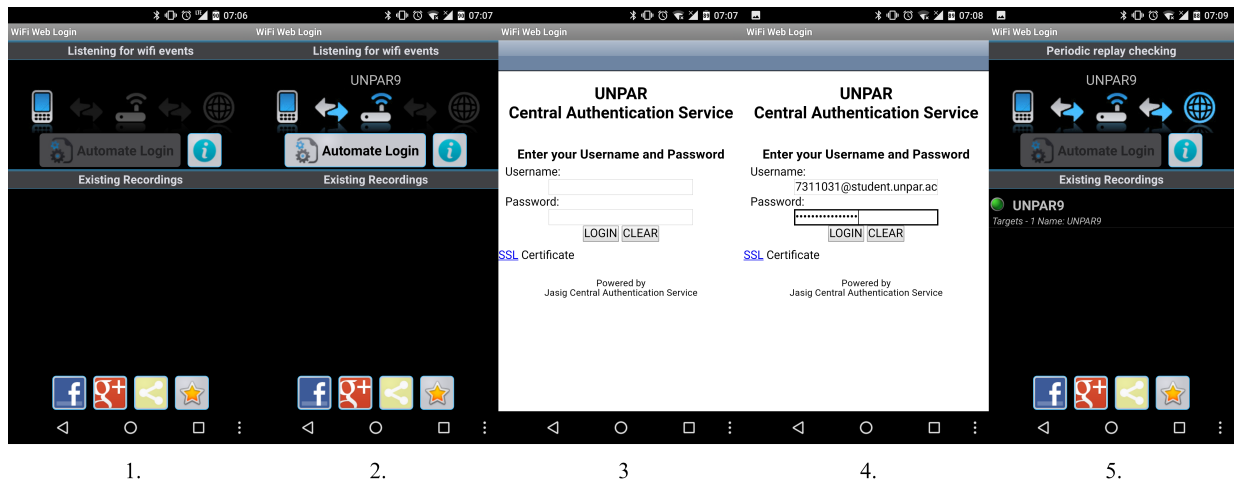 07:06
WiFi Web Login
Listening for wifi events
Automate Login
Existing Recordings
1.
07:07
WiFi Web Login
Listening for wifi events
UNPAR9
Automate Login
Existing Recordings
2.
07:07
WiFi Web Login
UNPAR
Central Authentication Service
Enter your Username and Password
Username:
Password:
LOGIN CLEAR
SSL Certificate
Powered by
Jasig Central Authentication Service
3
07:08
WiFi Web Login
UNPAR
Central Authentication Service
Enter your Username and Password
Username:
7311031@student.unpar.ac
Password:
LOGIN CLEAR
SSL Certificate
Powered by
Jasig Central Authentication Service
4.
07:09
WiFi Web Login
Periodic replay checking
UNPAR9
Automate Login
Existing Recordings
UNPAR9
Targets - 1 Name: UNPAR9
5.